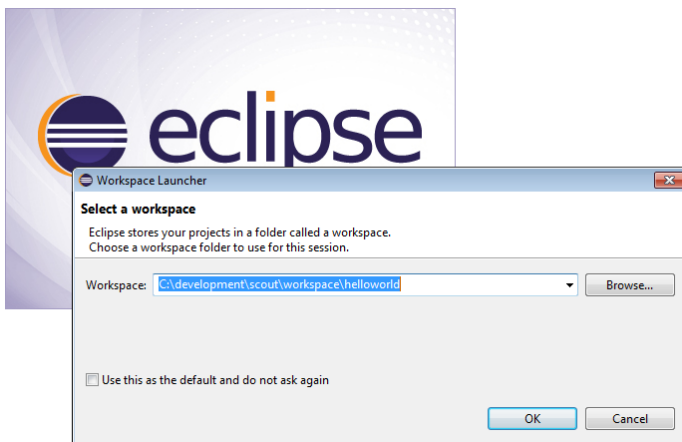 eclipse
Workspace Launcher
Select a workspace
Eclipse stores your projects in a folder called a workspace.
Choose a workspace folder to use for this session.
Workspace: C:\development\scout\workspace\helloworld Browse...
Use this as the default and do not ask again
OK Cancel